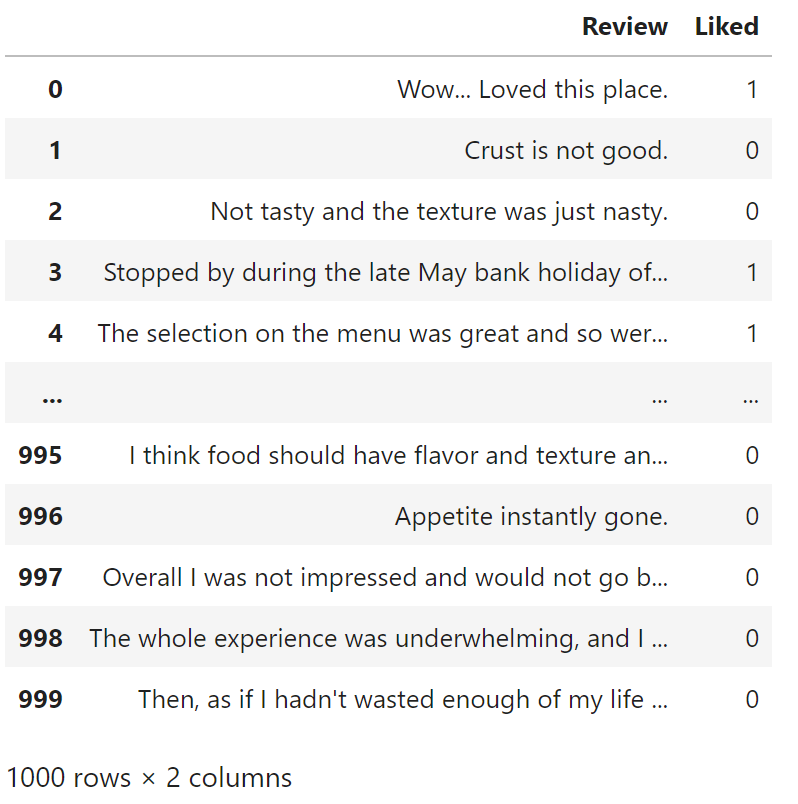 Review Liked
0 Wow... Loved this place. 1
1 Crust is not good. 0
2 Not tasty and the texture was just nasty. 0
3 Stopped by during the late May bank holiday of... 1
4 The selection on the menu was great and so wer... 1
... ... ...
995 I think food should have flavor and texture an... 0
996 Appetite instantly gone. 0
997 Overall I was not impressed and would not go b... 0
998 The whole experience was underwhelming, and I ... 0
999 Then, as if I hadn't wasted enough of my life ... 0
1000 rows × 2 columns